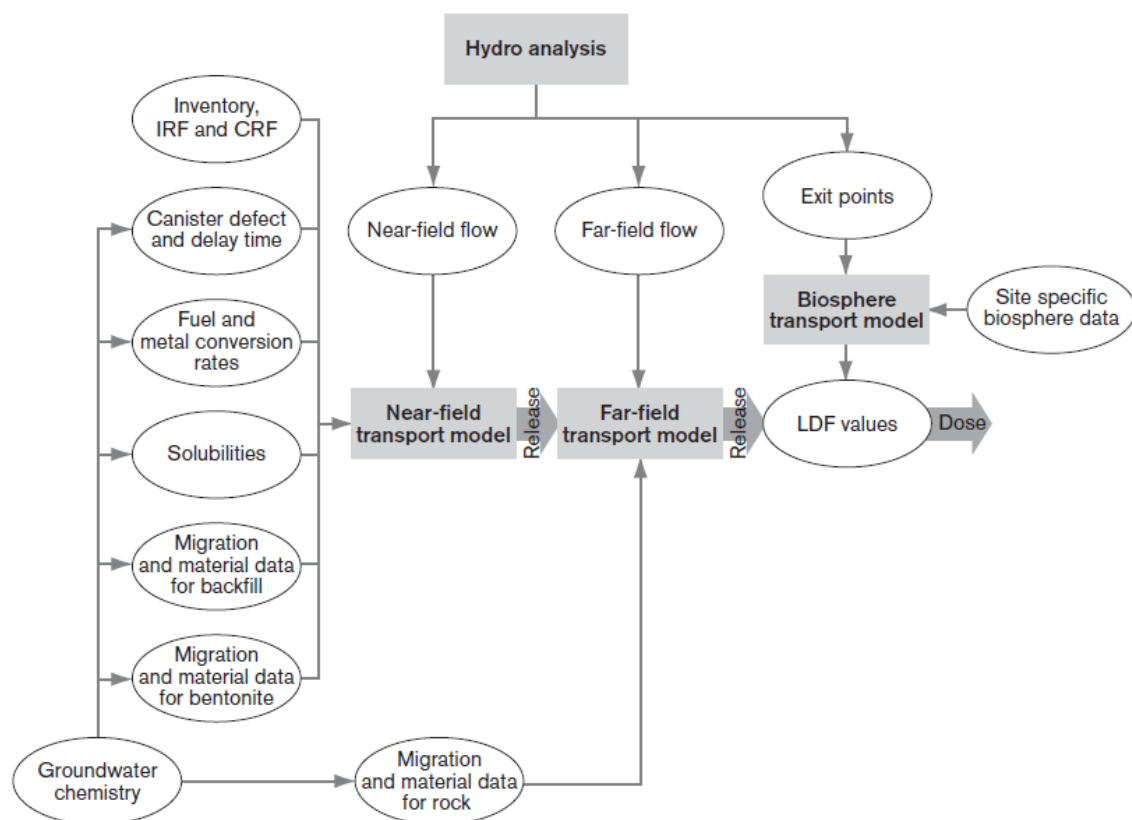 Hydro analysis
Inventory,
IRF and CRF
Canister defect
and delay time
Near-field flow
Far-field flow
Exit points
Fuel and
metal conversion
rates
Biosphere
transport model
Site specific
biosphere data
Solubilities
Near-field
transport model
Release
Far-field
transport model
Release
LDF values
Dose
Migration
and material data
for backfill
Migration
and material data
for bentonite
Groundwater
chemistry
Migration
and material data
for rock